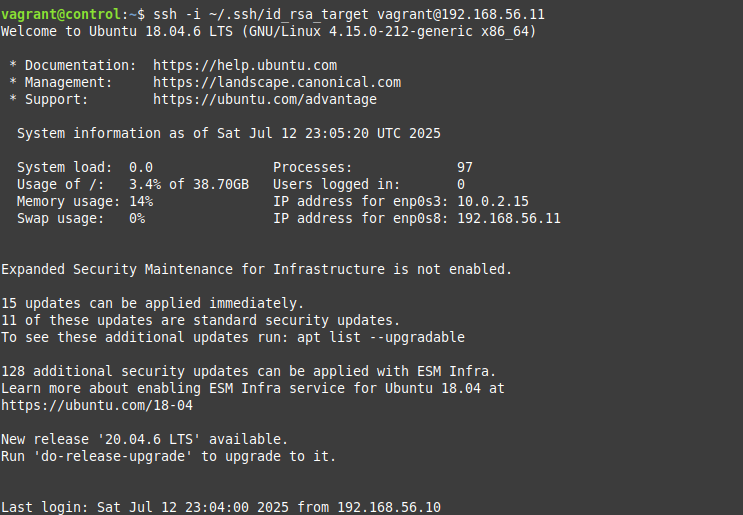 vagrant@control:~$ ssh -i ~/.ssh/id_rsa_target vagrant@192.168.56.11
Welcome to Ubuntu 18.04.6 LTS (GNU/Linux 4.15.0-212-generic x86_64)

 * Documentation:  https://help.ubuntu.com
 * Management:     https://landscape.canonical.com
 * Support:        https://ubuntu.com/advantage

  System information as of Sat Jul 12 23:05:20 UTC 2025

  System load:  0.0               Processes:             97
  Usage of /:   3.4% of 38.70GB   Users logged in:       0
  Memory usage: 14%               IP address for enp0s3: 10.0.2.15
  Swap usage:   0%                IP address for enp0s8: 192.168.56.11


Expanded Security Maintenance for Infrastructure is not enabled.

15 updates can be applied immediately.
11 of these updates are standard security updates.
To see these additional updates run: apt list --upgradable

128 additional security updates can be applied with ESM Infra.
Learn more about enabling ESM Infra service for Ubuntu 18.04 at
https://ubuntu.com/18-04

New release '20.04.6 LTS' available.
Run 'do-release-upgrade' to upgrade to it.


Last login: Sat Jul 12 23:04:00 2025 from 192.168.56.10